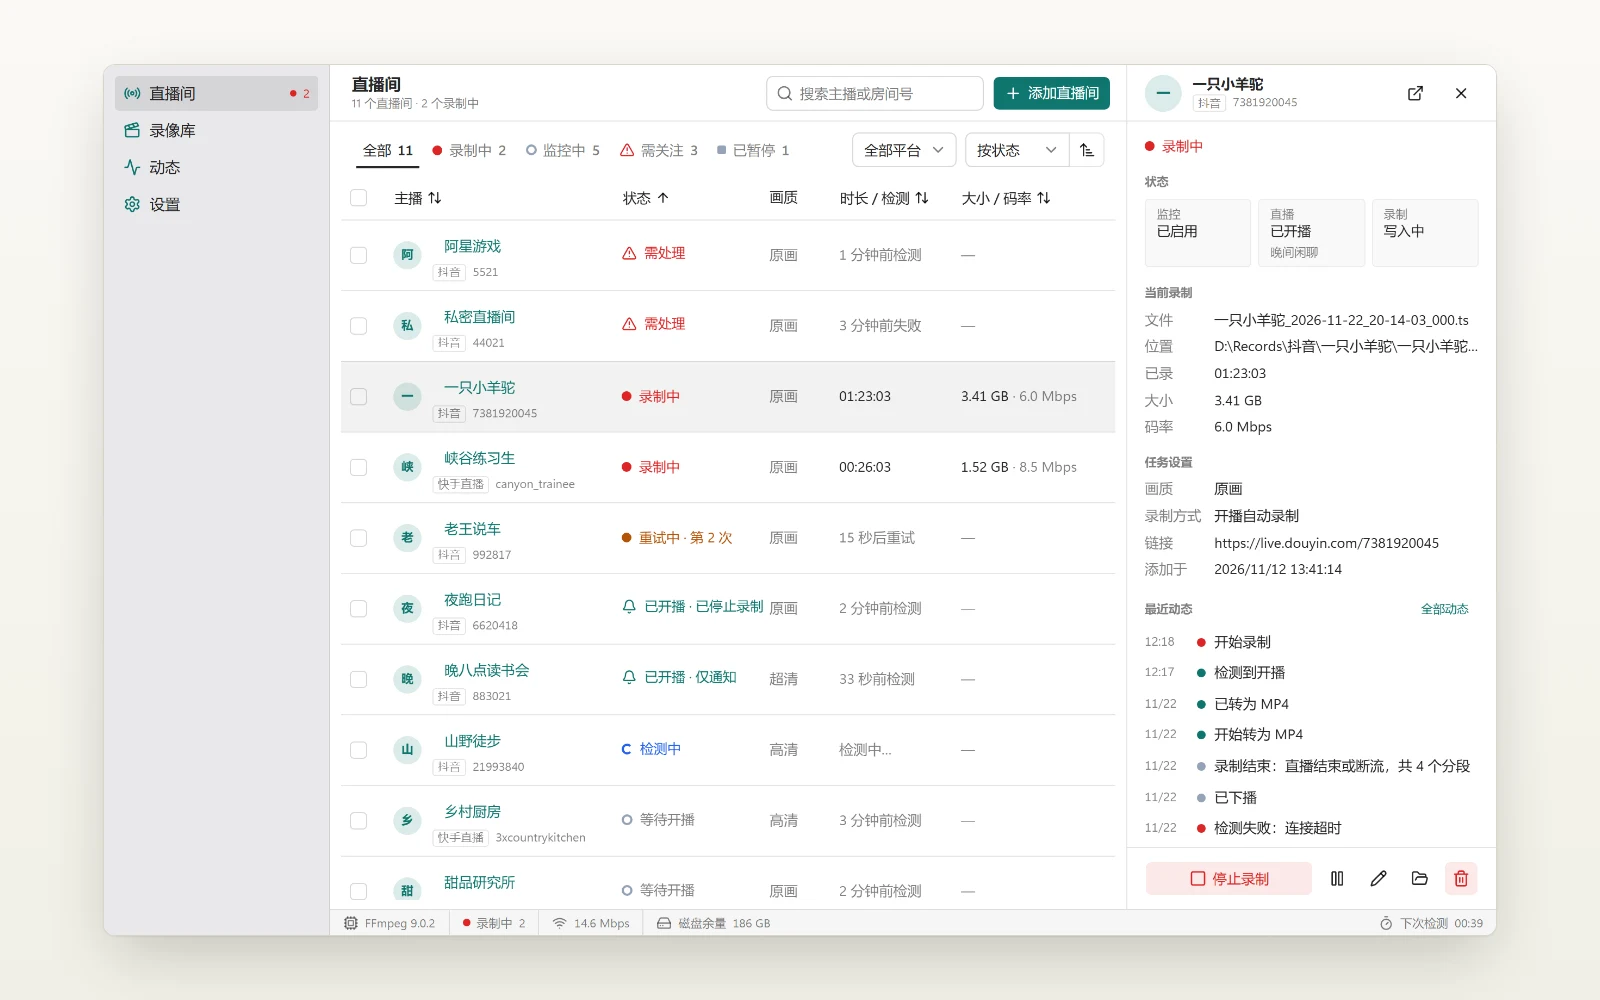 直播间 2
录像库
动态
设置
直播间
11 个直播间 · 2 个录制中
搜索主播或房间号
添加直播间
全部 11 录制中 2 监控中 5 需关注 3 已暂停 1
全部平台 按状态
主播 状态 画质 时长 / 检测 大小 / 码率
阿 阿星游戏 需处理 原画 1 分钟前检测 —
抖音 5521
私 私密直播间 需处理 原画 3 分钟前失败 —
抖音 44021
一 一只小羊驼 录制中 原画 01:23:03 3.41 GB · 6.0 Mbps
抖音 7381920045
峡 峡谷练习生 录制中 原画 00:26:03 1.52 GB · 8.5 Mbps
快手直播 canyon_trainee
老 老王说车 重试中 · 第 2 次 原画 15 秒后重试 —
抖音 992817
夜 夜跑日记 已开播 · 已停止录制 原画 2 分钟前检测 —
抖音 6620418
晚 晚八点读书会 已开播 · 仅通知 超清 33 秒前检测 —
抖音 883021
山 山野徒步 检测中 高清 检测中... —
抖音 21993840
乡 乡村厨房 等待开播 高清 3 分钟前检测 —
快手直播 3xcountrykitchen
甜 甜品研究所 等待开播 原画 2 分钟前检测 —
一 一只小羊驼
抖音 7381920045
录制中
状态
监控 直播 录制
已启用 已开播 写入中
晚间闲聊
当前录制
文件 一只小羊驼_2026-11-22_20-14-03_000.ts
位置 D:\Records\抖音\一只小羊驼\一只小羊驼...
已录 01:23:03
大小 3.41 GB
码率 6.0 Mbps
任务设置
画质 原画
录制方式 开播自动录制
链接 https://live.douyin.com/7381920045
添加于 2026/11/12 13:41:14
最近动态 全部动态
12:18 开始录制
12:17 检测到开播
11/22 已转为 MP4
11/22 开始转为 MP4
11/22 录制结束：直播结束或断流，共 4 个分段
11/22 已下播
11/22 检测失败：连接超时
停止录制
FFmpeg 9.0.2 录制中 2 14.6 Mbps 磁盘余量 186 GB 下次检测 00:39